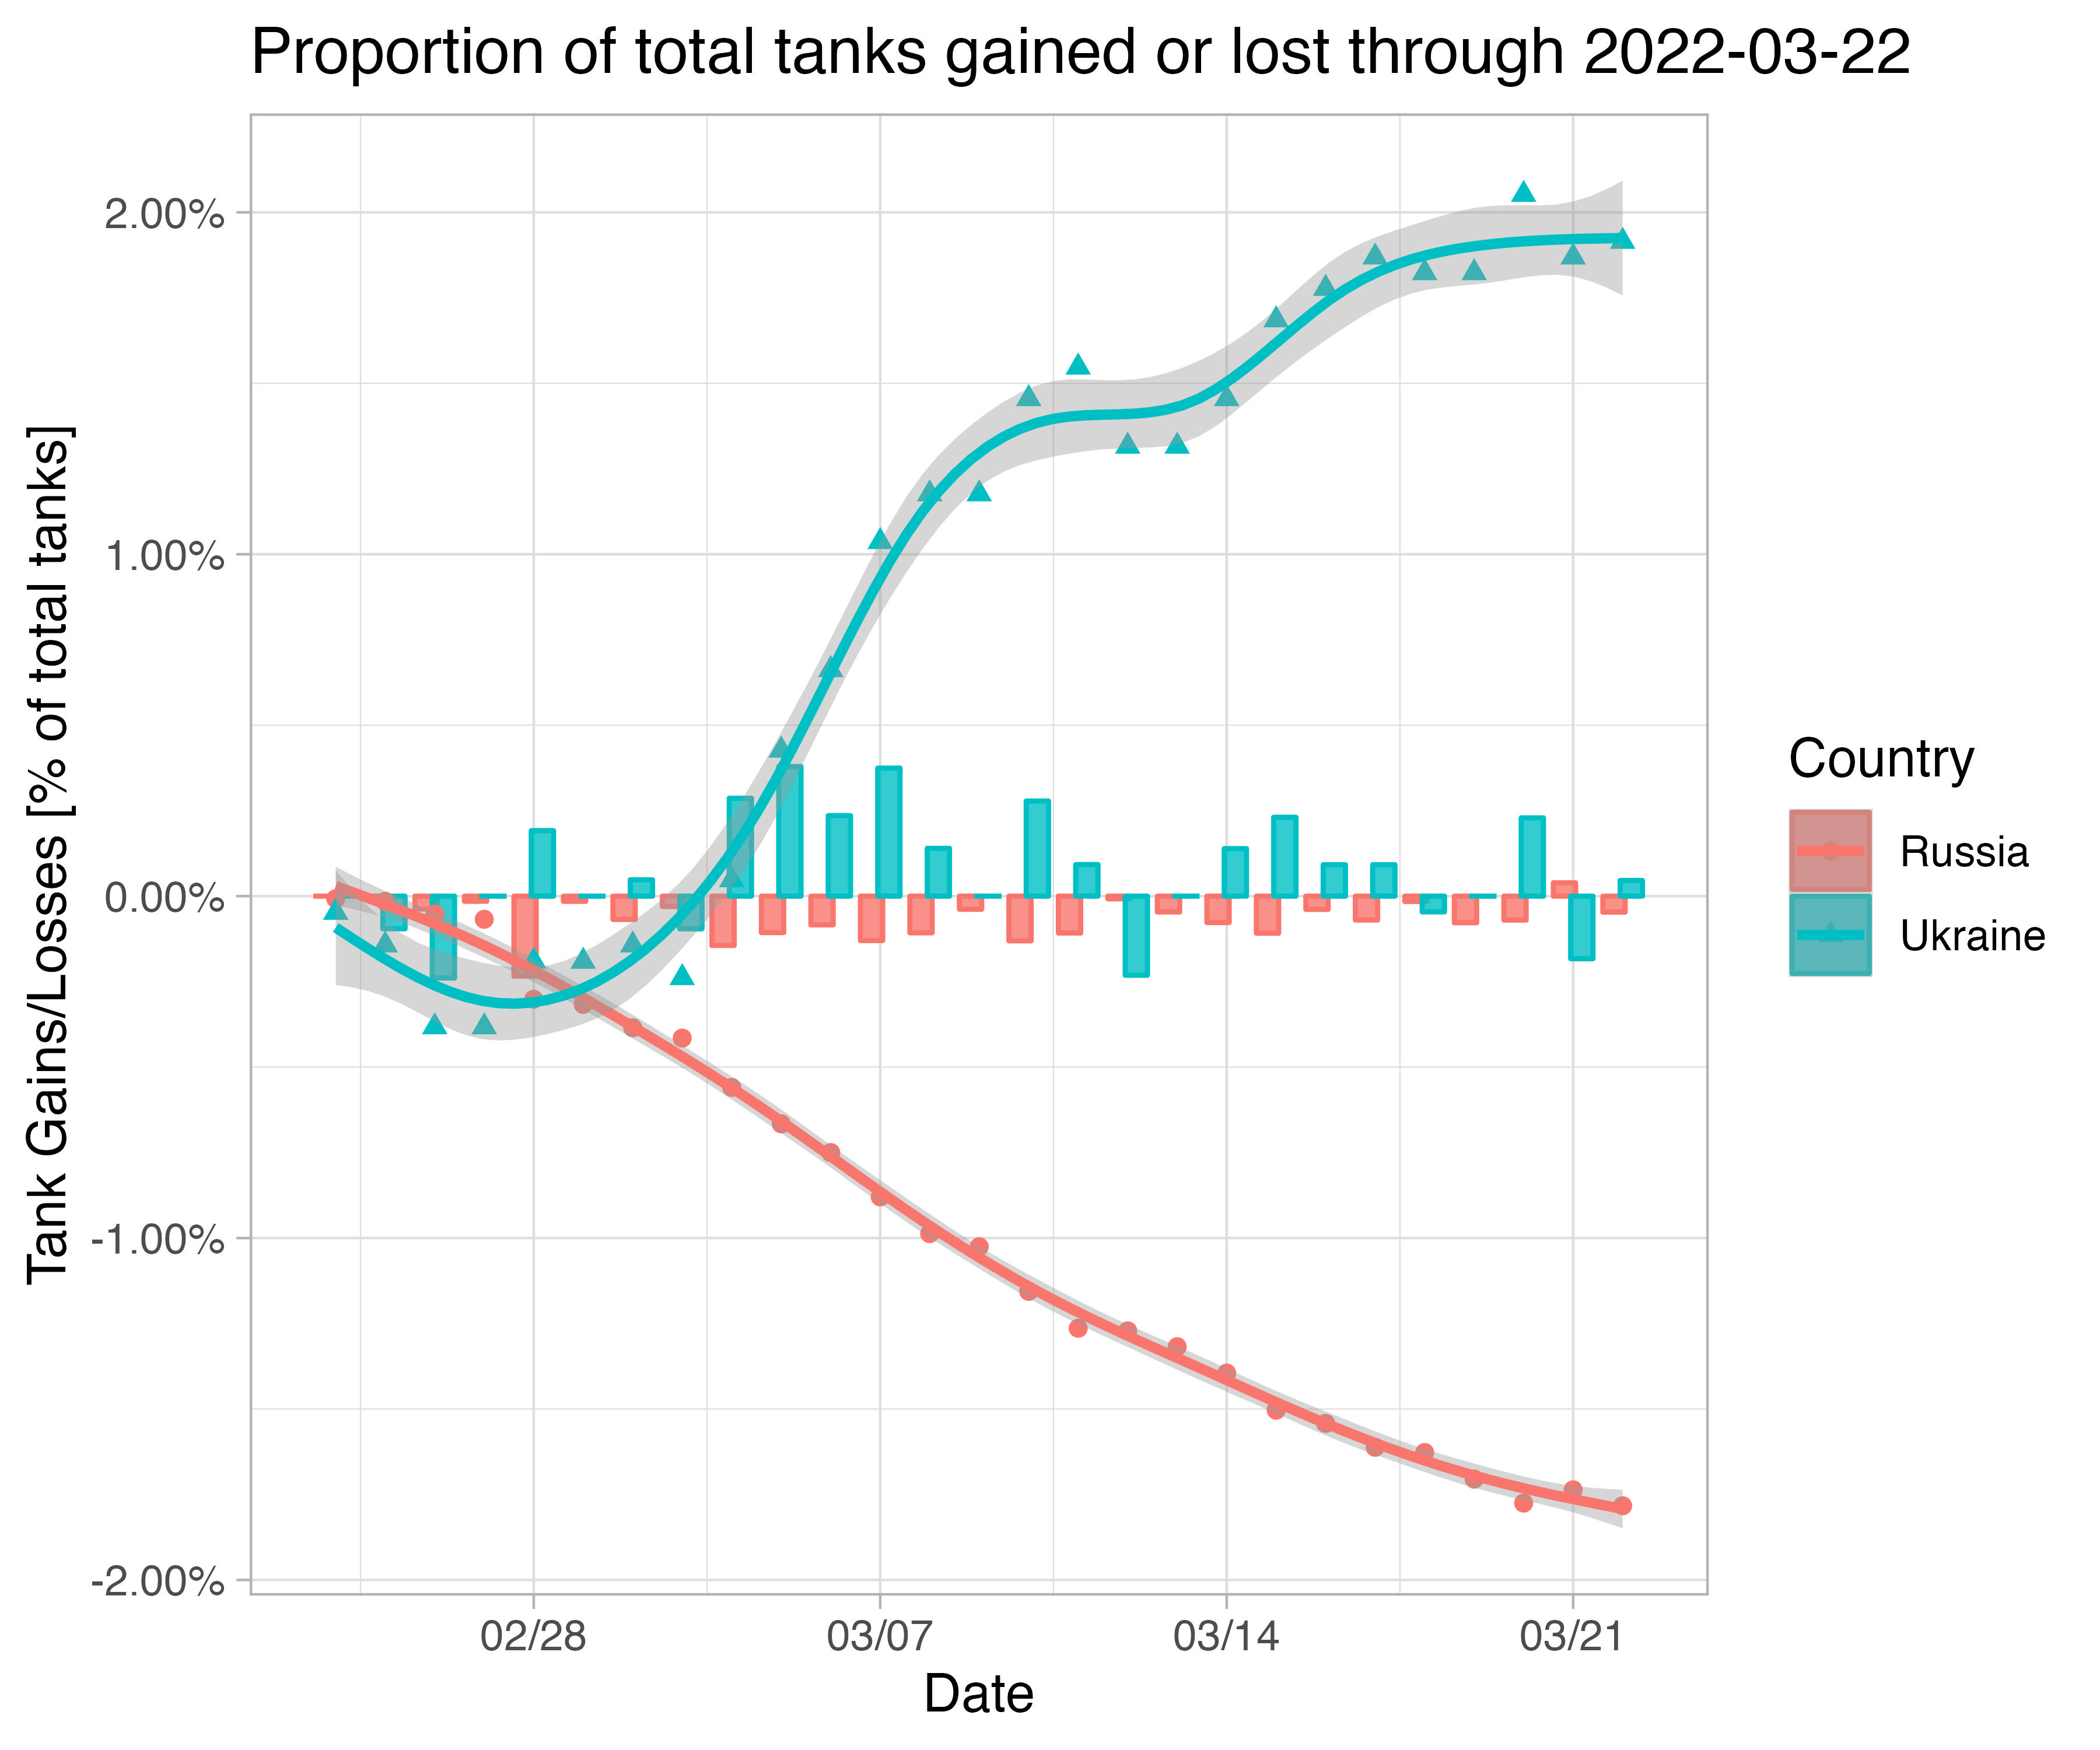 Proportion of total tanks gained or lost through 2022-03-22
Tank Gains/Losses [% of total tanks]
2.00%
1.00%
0.00%
-1.00%
-2.00%
02/28
03/07
03/14
03/21
Date
Country
Russia
Ukraine